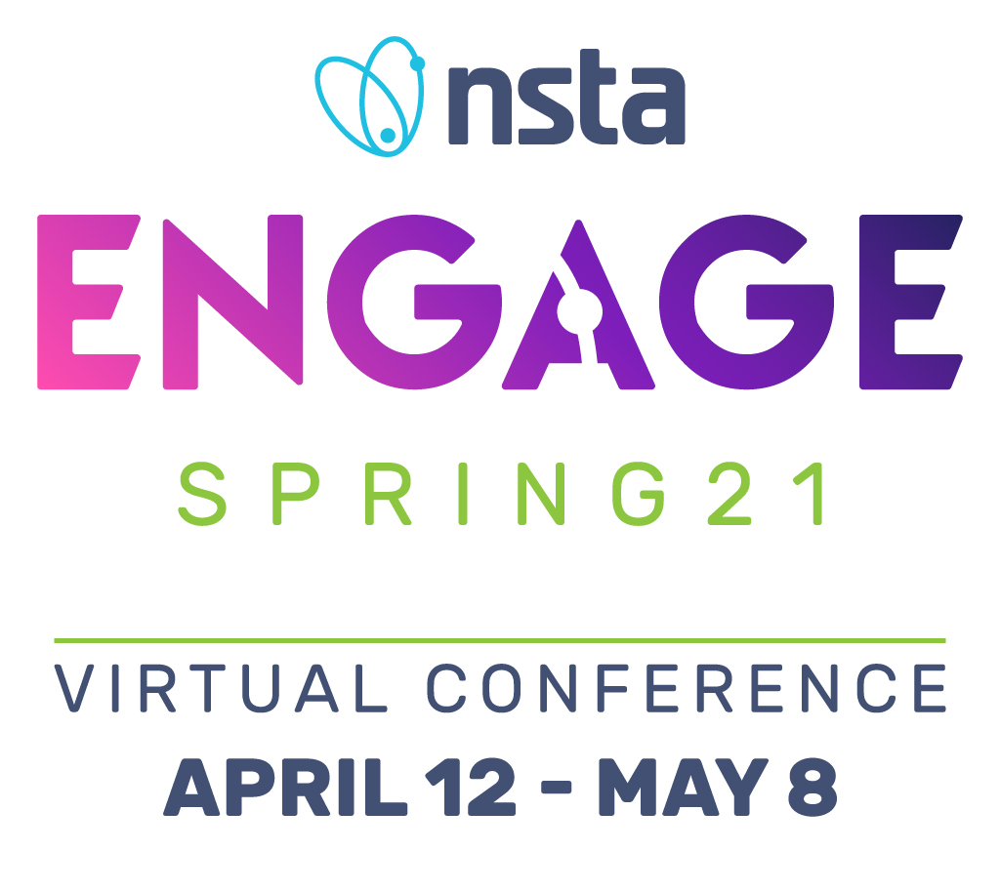 nsta
ENGAGE
SPRING21
VIRTUAL CONFERENCE
APRIL 12 - MAY 8